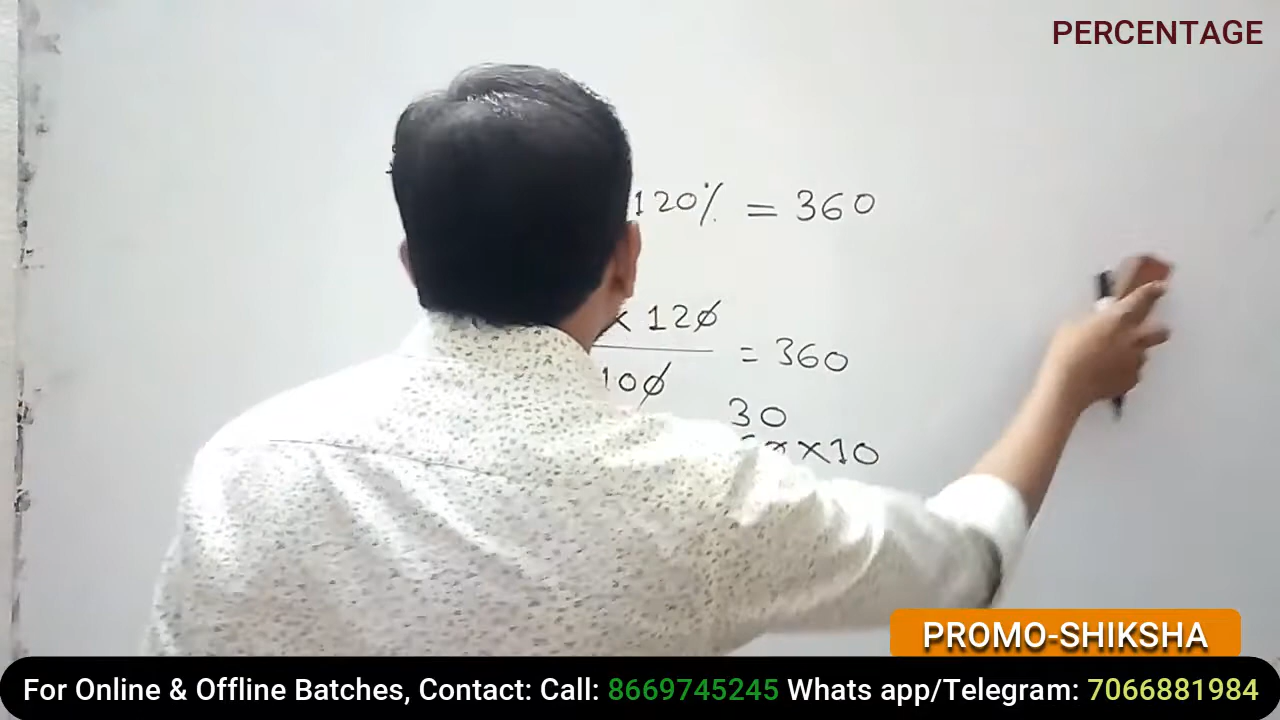 PERCENTAGE
120% = 360
x 120
100
= 360
30
x 10
PROMO-SHIKSHA
For Online & Offline Batches, Contact: Call: 8669745245 Whats app/Telegram: 7066881984